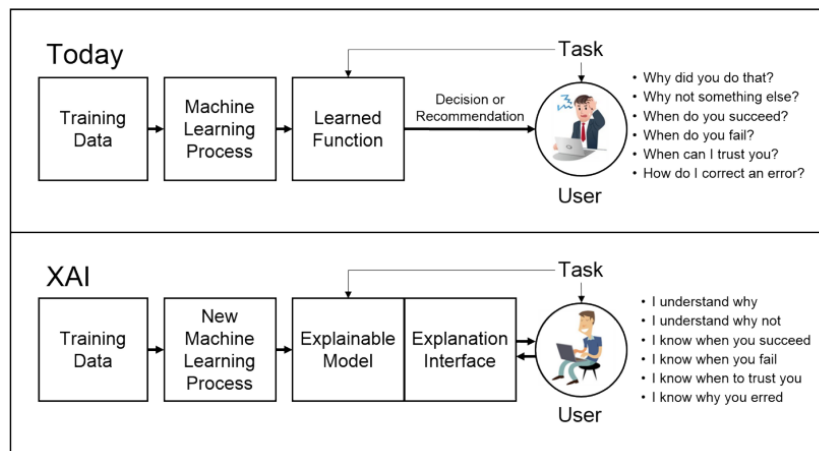 Today
Task
Training
Data
Machine
Learning
Process
Learned
Function
Decision or
Recommendation
User
• Why did you do that?
• Why not something else?
• When do you succeed?
• When do you fail?
• When can I trust you?
• How do I correct an error?
XAI
Task
Training
Data
New
Machine
Learning
Process
Explainable
Model
Explanation
Interface
User
• I understand why
• I understand why not
• I know when you succeed
• I know when you fail
• I know when to trust you
• I know why you erred